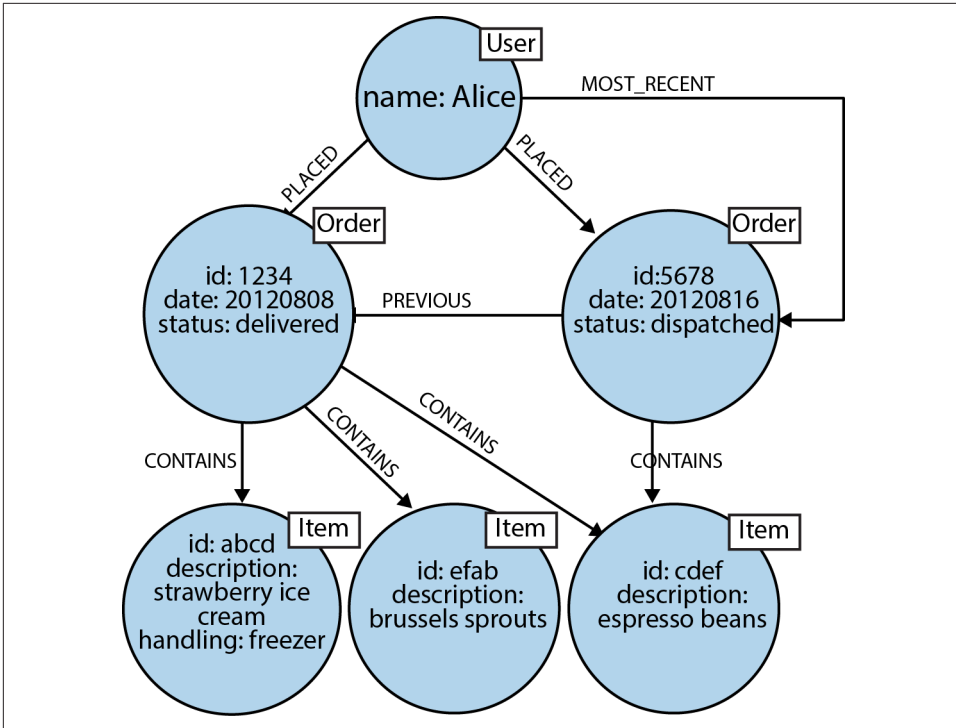 User
name: Alice
MOST_RECENT
PLACED
PLACED
Order
id: 1234
date: 20120808
status: delivered
Order
id:5678
date: 20120816
status: dispatched
PREVIOUS
CONTAINS
CONTAINS
CONTAINS
CONTAINS
Item
id: abcd
description:
strawberry ice
cream
handling: freezer
Item
id: efab
description:
brussels sprouts
Item
id: cdef
description:
espresso beans